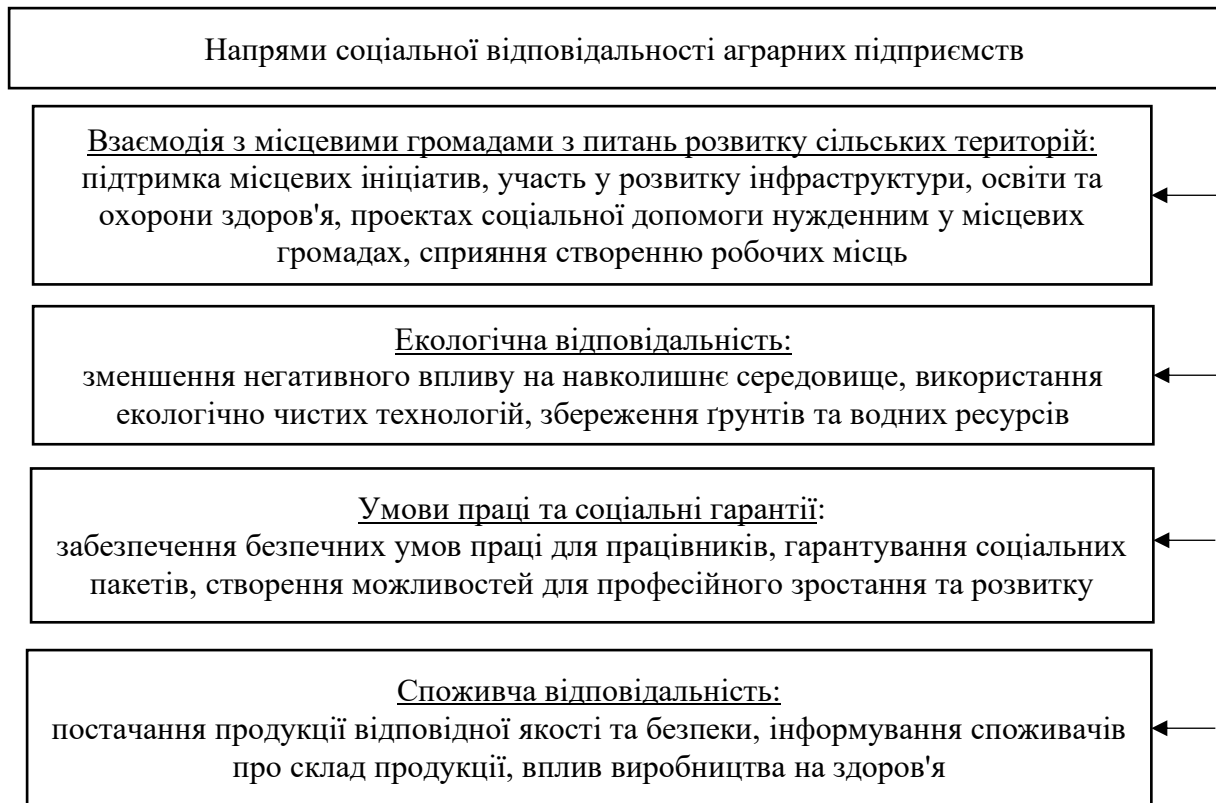 Напрями соціальної відповідальності аграрних підприємств
Взаємодія з місцевими громадами з питань розвитку сільських територій:
підтримка місцевих ініціатив, участь у розвитку інфраструктури, освіти та
охорони здоров'я, проектах соціальної допомоги нужденним у місцевих
громадах, сприяння створенню робочих місць
Екологічна відповідальність:
зменшення негативного впливу на навколишнє середовище, використання
екологічно чистих технологій, збереження ґрунтів та водних ресурсів
Умови праці та соціальні гарантії:
забезпечення безпечних умов праці для працівників, гарантування соціальних
пакетів, створення можливостей для професійного зростання та розвитку
Споживча відповідальність:
постачання продукції відповідної якості та безпеки, інформування споживачів
про склад продукції, вплив виробництва на здоров'я